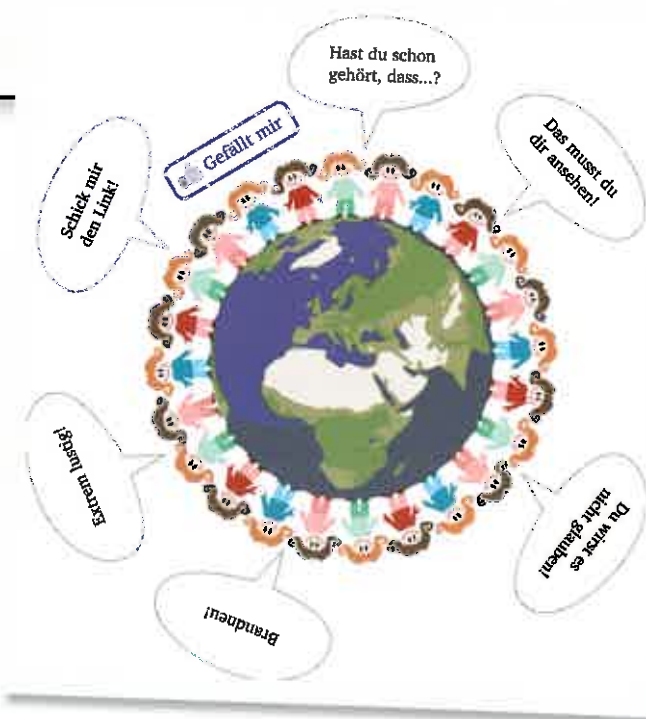 Hast du schon
gehört, dass...?
Gefällt mir
Das musst du
dir ansehen!
Schick mir
den Link!
Extrem lustig!
Du wirst es
nicht glauben!
Brandneu!